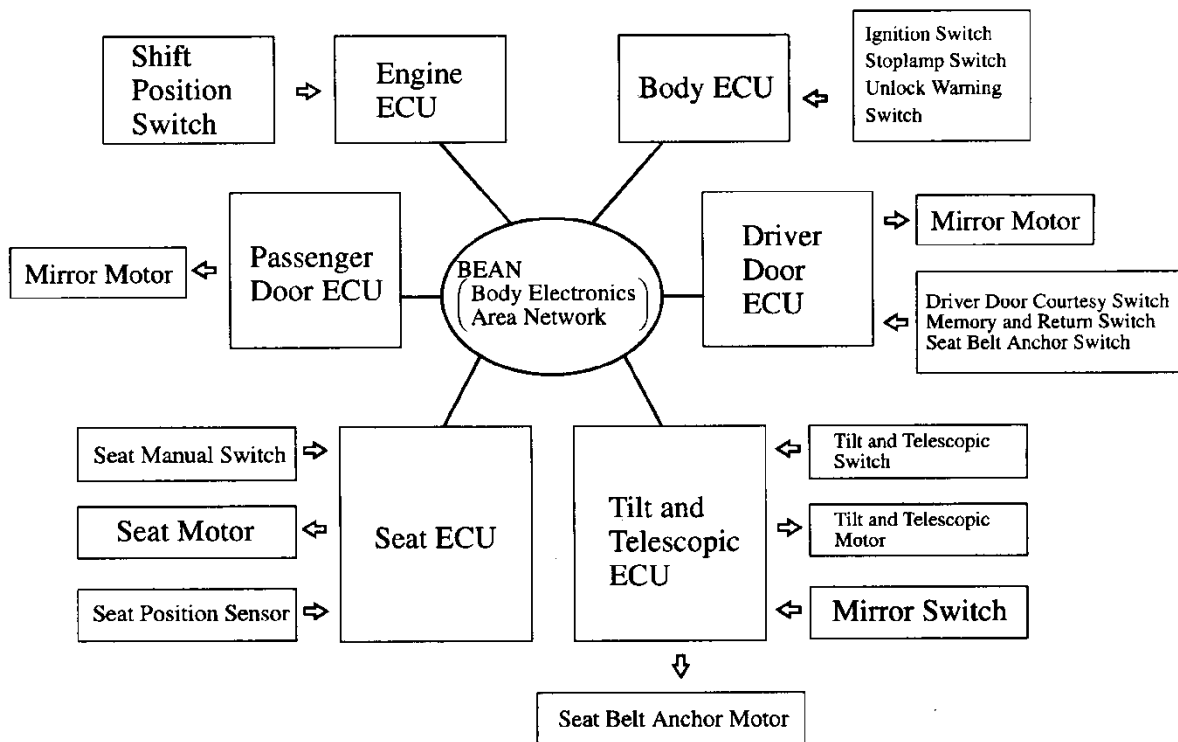 Shift
Position
Switch
Engine
ECU
Body ECU
Ignition Switch
Stoplamp Switch
Unlock Warning
Switch
Mirror Motor
Passenger
Door ECU
BEAN
Body Electronics
Area Network
Driver
Door
ECU
Mirror Motor
Driver Door Courtesy Switch
Memory and Return Switch
Seat Belt Anchor Switch
Seat Manual Switch
Seat Motor
Seat Position Sensor
Seat ECU
Tilt and
Telescopic
ECU
Tilt and Telescopic
Switch
Tilt and Telescopic
Motor
Mirror Switch
Seat Belt Anchor Motor